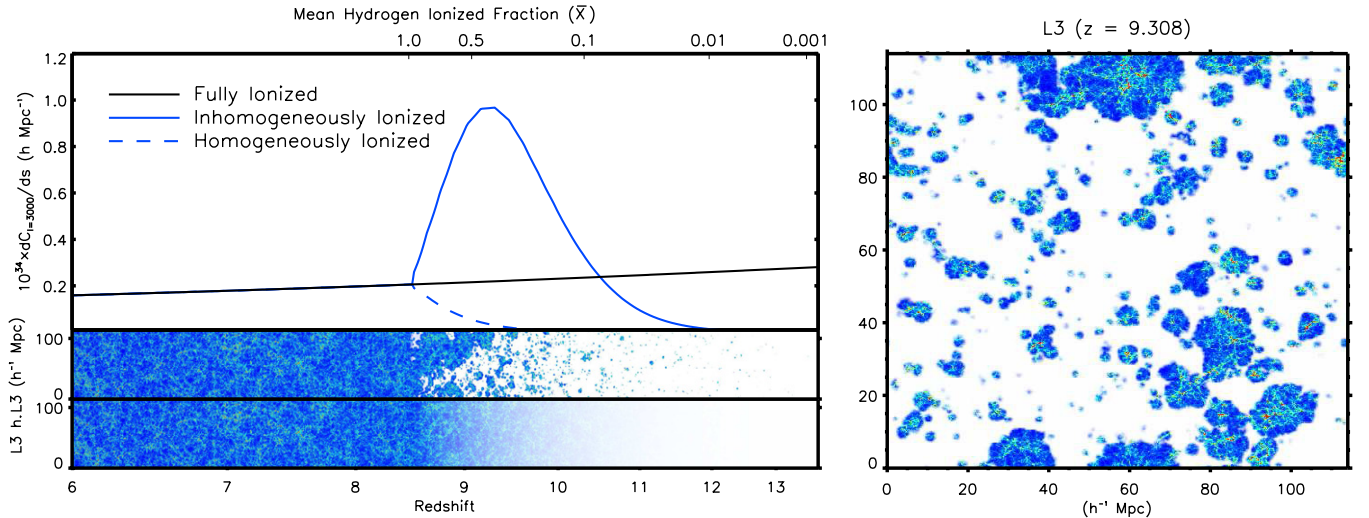 Mean Hydrogen Ionized Fraction (X̄)
1.0 0.5 0.1 0.01 0.001
1.2
1.0
0.8
0.6
0.4
0.2
10³⁴×dC_{l=3000}/ds (h Mpc⁻¹)
Fully Ionized
Inhomogeneously Ionized
Homogeneously Ionized
100
0
100
0
L3 h.L3 (h⁻¹ Mpc)
6 7 8 9 10 11 12 13
Redshift
L3 (z = 9.308)
100
80
60
40
20
0
0 20 40 60 80 100
(h⁻¹ Mpc)